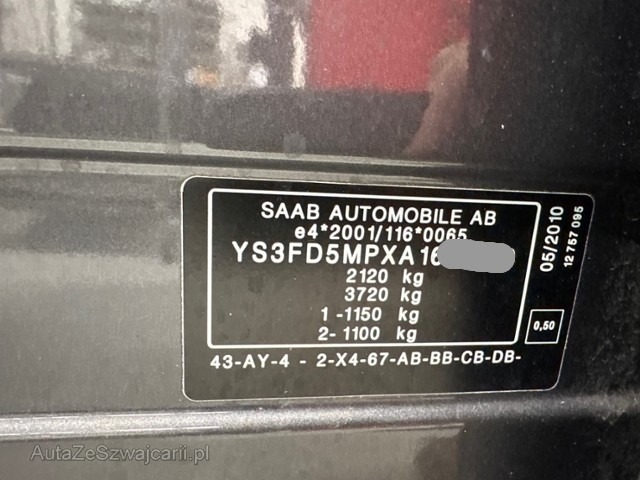 SAAB AUTOMOBILE AB
e4*2001/116*0065
YS3FD5MPXA16
2120 kg
3720 kg
1 -1150 kg
2- 1100 kg
43-AY-4 - 2-X4-67-AB-BB-CB-DB-
05/2010
12 757 095
0,50
AutaZeSzwajcarii.pl